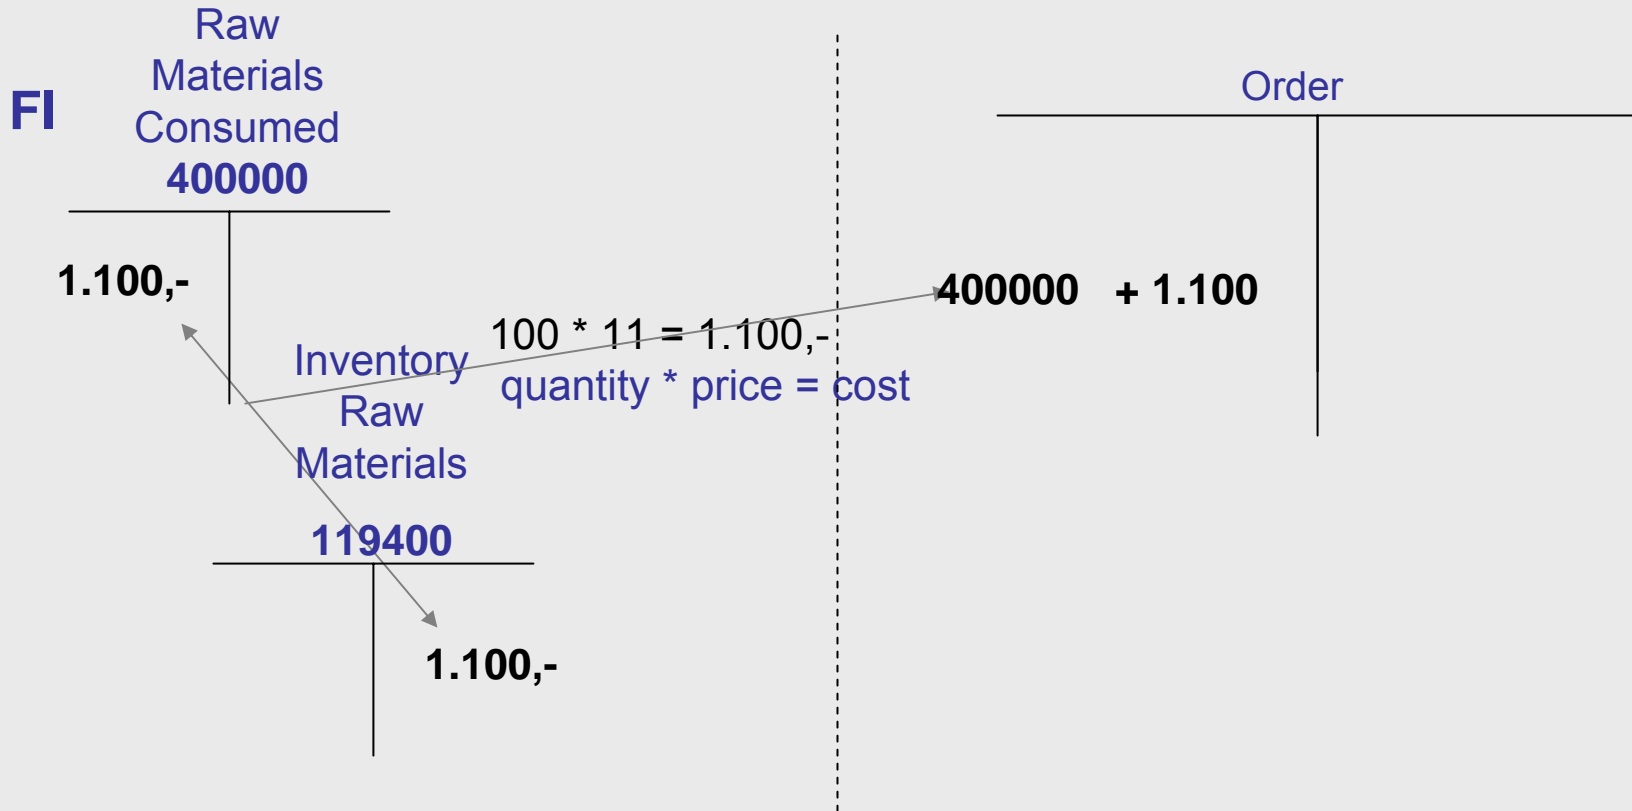 FI
Raw
Materials
Consumed
400000
1.100,-
Inventory
Raw
Materials
119400
1.100,-
100 * 11 = 1.100,-
quantity * price = cost
Order
400000 + 1.100